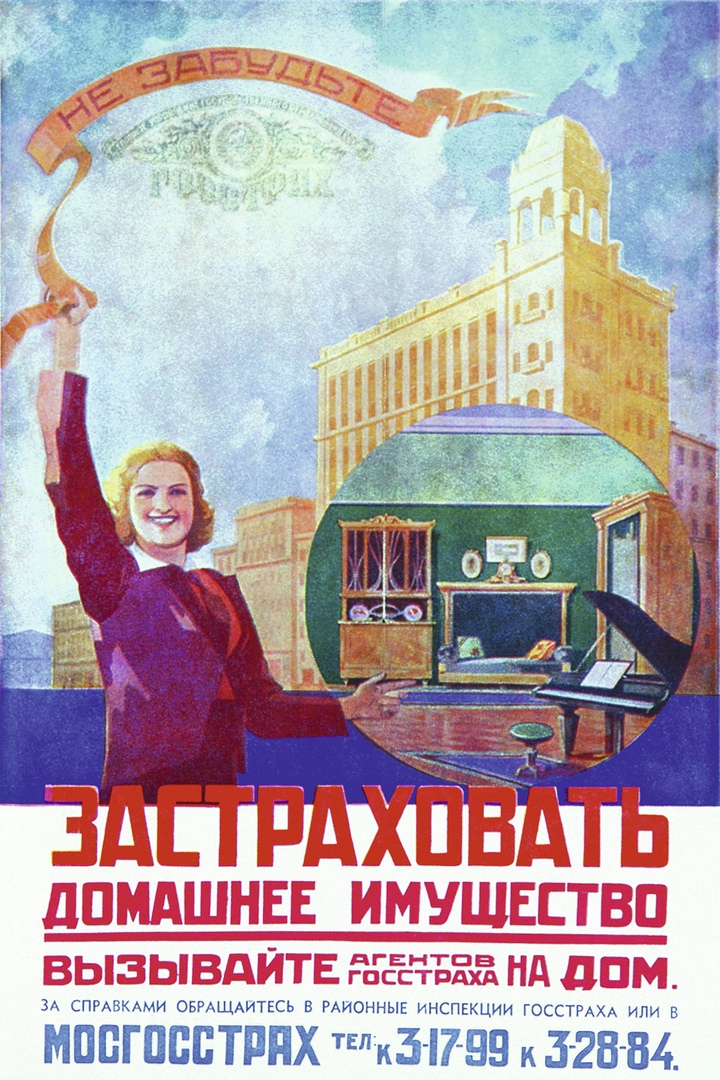 НЕ ЗАБУДЬТЕ
ГОССТРАХ
ЗАСТРАХОВАТЬ
ДОМАШНЕЕ ИМУЩЕСТВО
ВЫЗЫВАЙТЕ АГЕНТОВ ГОССТРАХА НА ДОМ.
ЗА СПРАВКАМИ ОБРАЩАЙТЕСЬ В РАЙОННЫЕ ИНСПЕКЦИИ ГОССТРАХА ИЛИ В
МОСГОССТРАХ ТЕЛ: К 3-17-99 К 3-28-84.